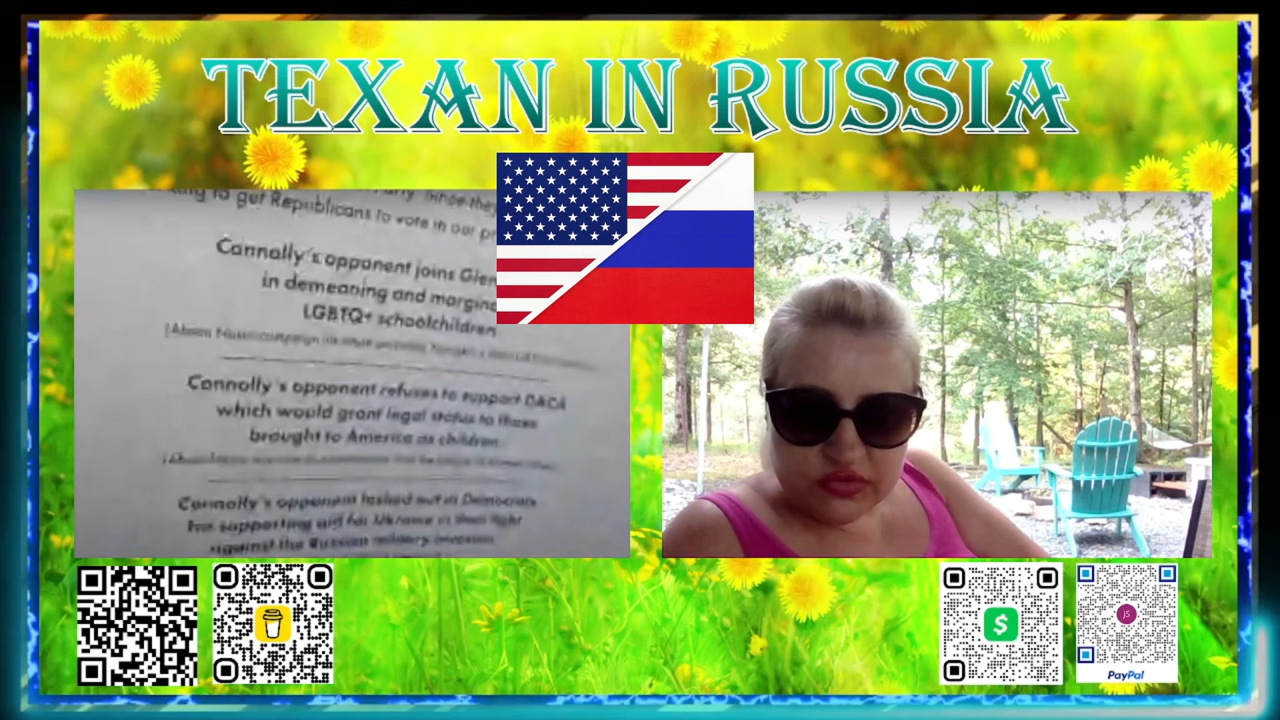 TEXAN IN RUSSIA
to get Republicans to vote in our
Connolly's opponent joins
in demeaning and
LGBTQ+ schoolchildren
Connolly's opponent refuses to support DACA
which would grant legal status to those
brought to America as children.
Connolly's opponent lashed out at Democrats
for supporting aid for Ukraine in their fight
against the Russian military invasion
$
JS
PayPal